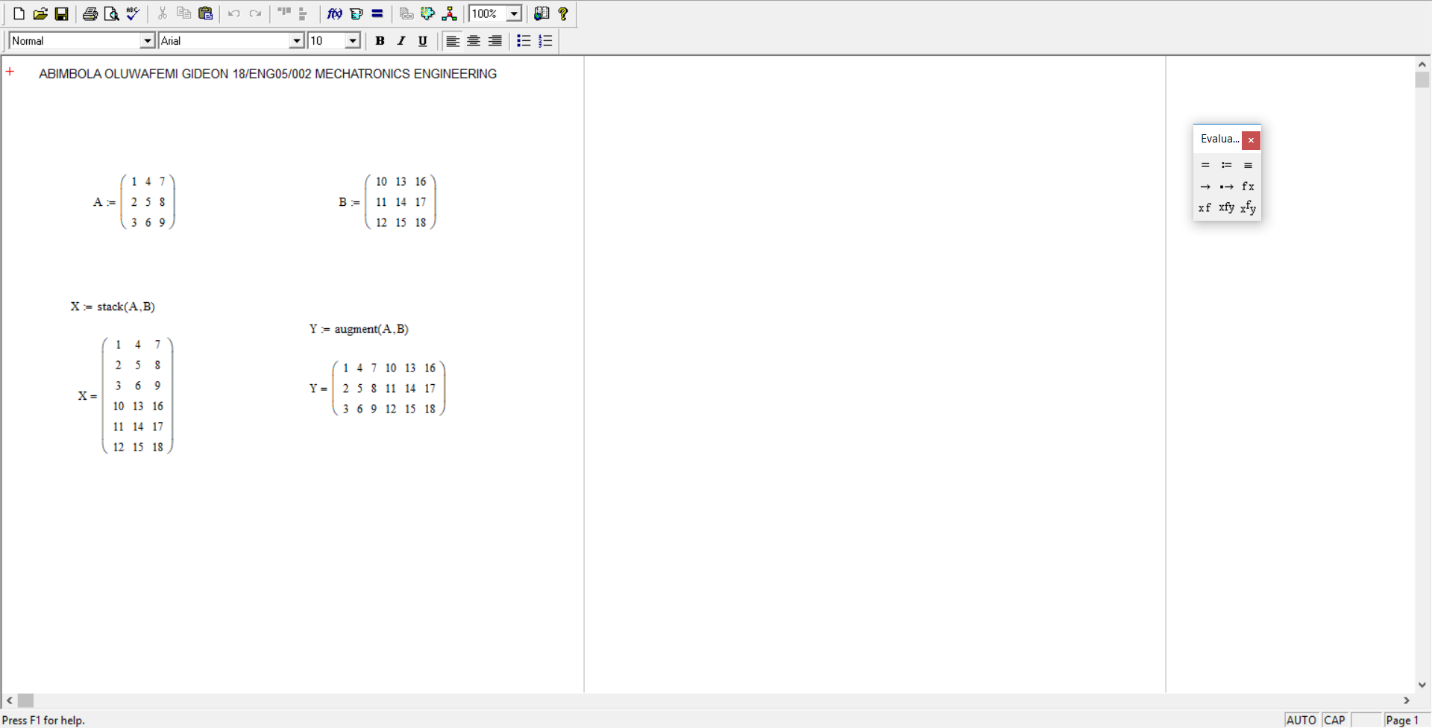 100%
Normal Arial 10 B I U
ABIMBOLA OLUWAFEMI GIDEON 18/ENG05/002 MECHATRONICS ENGINEERING
Evalua... x
= := ≡
→ ▪→ fx
xf xfy xfy
1 4 7 10 13 16
A := 2 5 8 B := 11 14 17
3 6 9 12 15 18
X := stack(A,B)
Y := augment(A,B)
1 4 7
2 5 8
3 6 9
X =
10 13 16
11 14 17
12 15 18
1 4 7 10 13 16
Y = 2 5 8 11 14 17
3 6 9 12 15 18
Press F1 for help. AUTO CAP Page 1